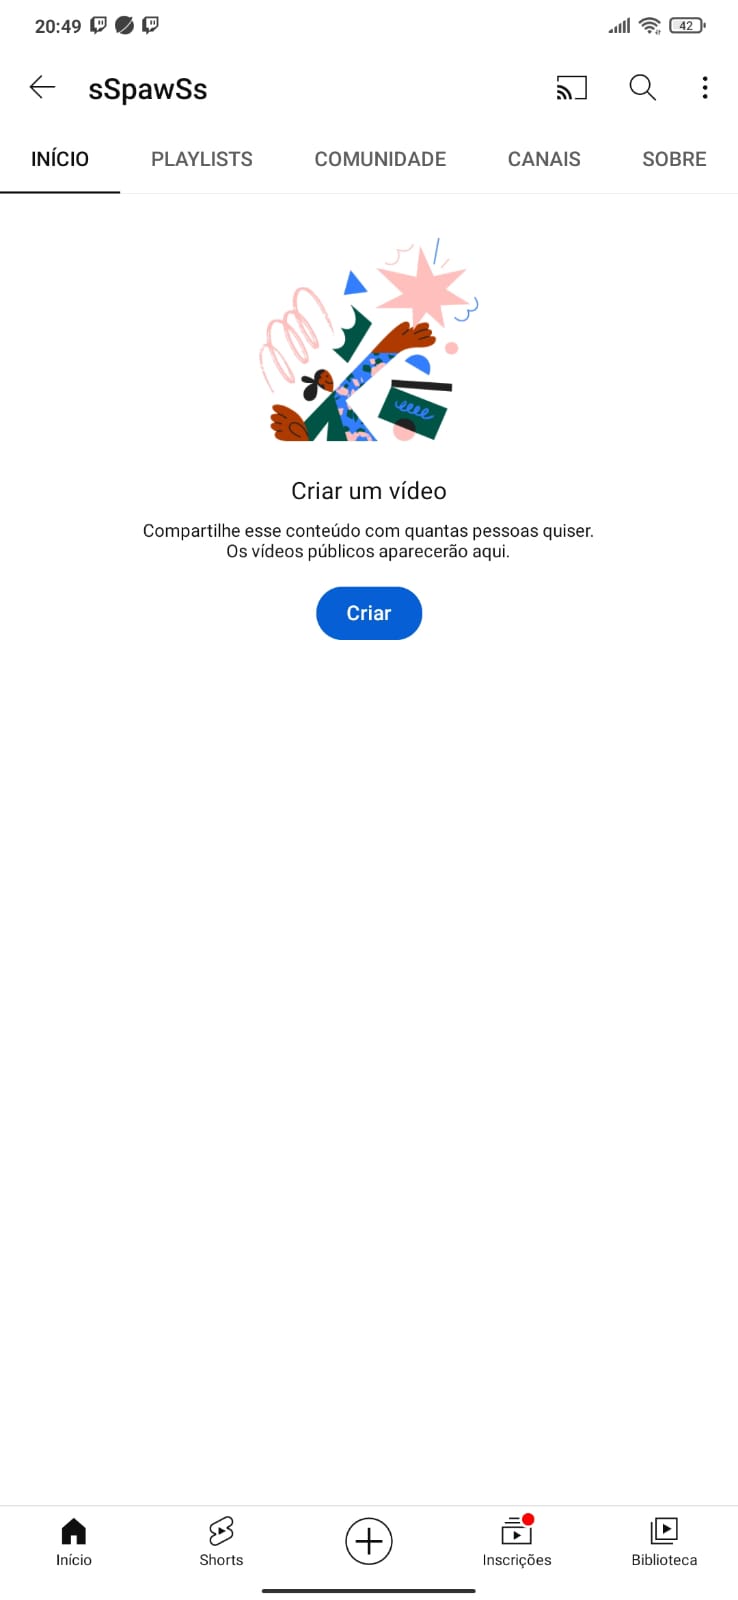 20:49
42
sSpawSs
INÍCIO PLAYLISTS COMUNIDADE CANAIS SOBRE
Criar um vídeo
Compartilhe esse conteúdo com quantas pessoas quiser.
Os vídeos públicos aparecerão aqui.
Criar
Início Shorts Inscrições Biblioteca